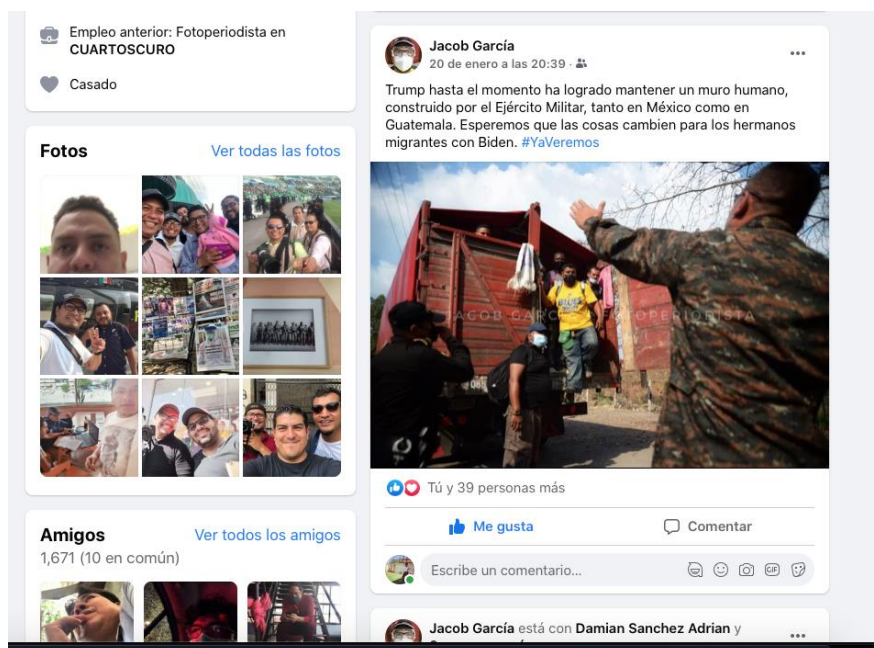 Empleo anterior: Fotoperiodista en
CUARTOSCURO
Casado
Fotos
Ver todas las fotos
Amigos
Ver todos los amigos
1,671 (10 en común)
Jacob García
20 de enero a las 20:39 ·
Trump hasta el momento ha logrado mantener un muro humano,
construido por el Ejército Militar, tanto en México como en
Guatemala. Esperemos que las cosas cambien para los hermanos
migrantes con Biden. #YaVeremos
JACOB GARCÍA FOTOPERIODISTA
Tú y 39 personas más
Me gusta
Comentar
Escribe un comentario...
GIF
Jacob García está con Damian Sanchez Adrian y